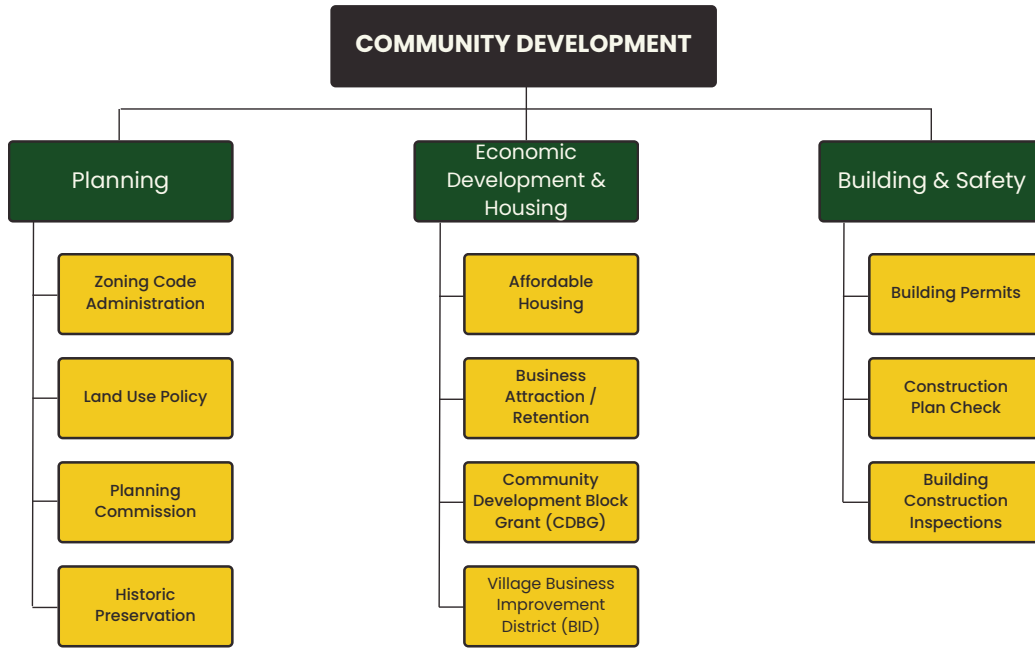 COMMUNITY DEVELOPMENT
Planning
Zoning Code
Administration
Land Use Policy
Planning
Commission
Historic
Preservation
Economic
Development &
Housing
Affordable
Housing
Business
Attraction /
Retention
Community
Development Block
Grant (CDBG)
Village Business
Improvement
District (BID)
Building & Safety
Building Permits
Construction
Plan Check
Building
Construction
Inspections